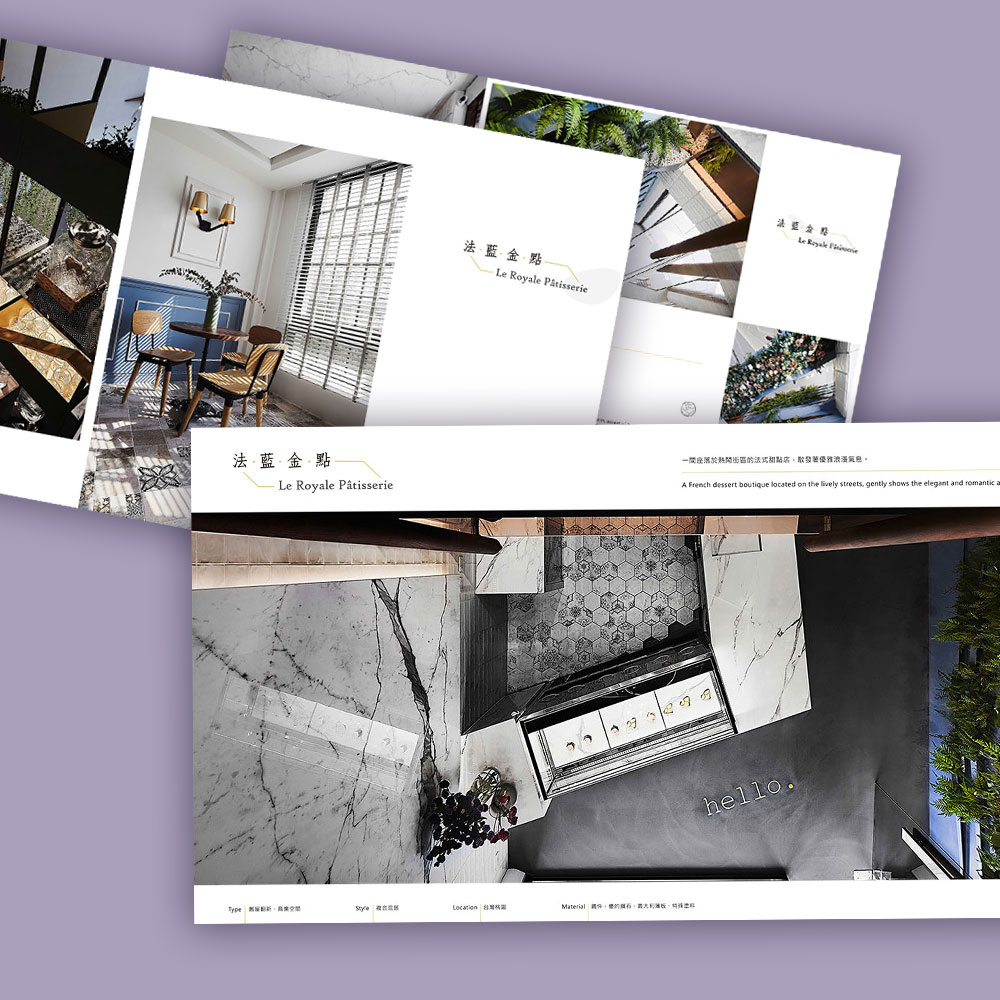 法·藍·金·點
Le Royale Pâtisserie
法藍金點
Le Royale Pâtisserie
法·藍·金·點
Le Royale Pâtisserie
一間座落於熱鬧街區的法式甜點店，散發著優雅浪漫氣息。
A French dessert boutique located on the lively streets, gently shows the elegant and romantic a
hello.
Type 舊屋翻新、商業空間
Style 複合混搭
Location 台灣桃園
Material 鐵件、優的鋼石、義大利薄板、特殊塗料